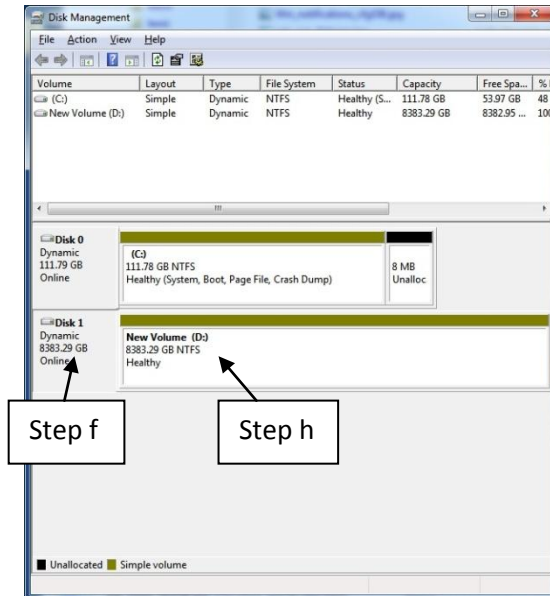 Disk Management
File Action View Help
Volume Layout Type File System Status Capacity Free Spa... %
(C:) Simple Dynamic NTFS Healthy (S... 111.78 GB 53.97 GB 48
New Volume (D:) Simple Dynamic NTFS Healthy 8383.29 GB 8382.95 ... 100
Disk 0
Dynamic
111.79 GB
Online
(C:)
111.78 GB NTFS
Healthy (System, Boot, Page File, Crash Dump)
8 MB
Unalloc
Disk 1
Dynamic
8383.29 GB
Online
New Volume (D:)
8383.29 GB NTFS
Healthy
Step f
Step h
Unallocated Simple volume